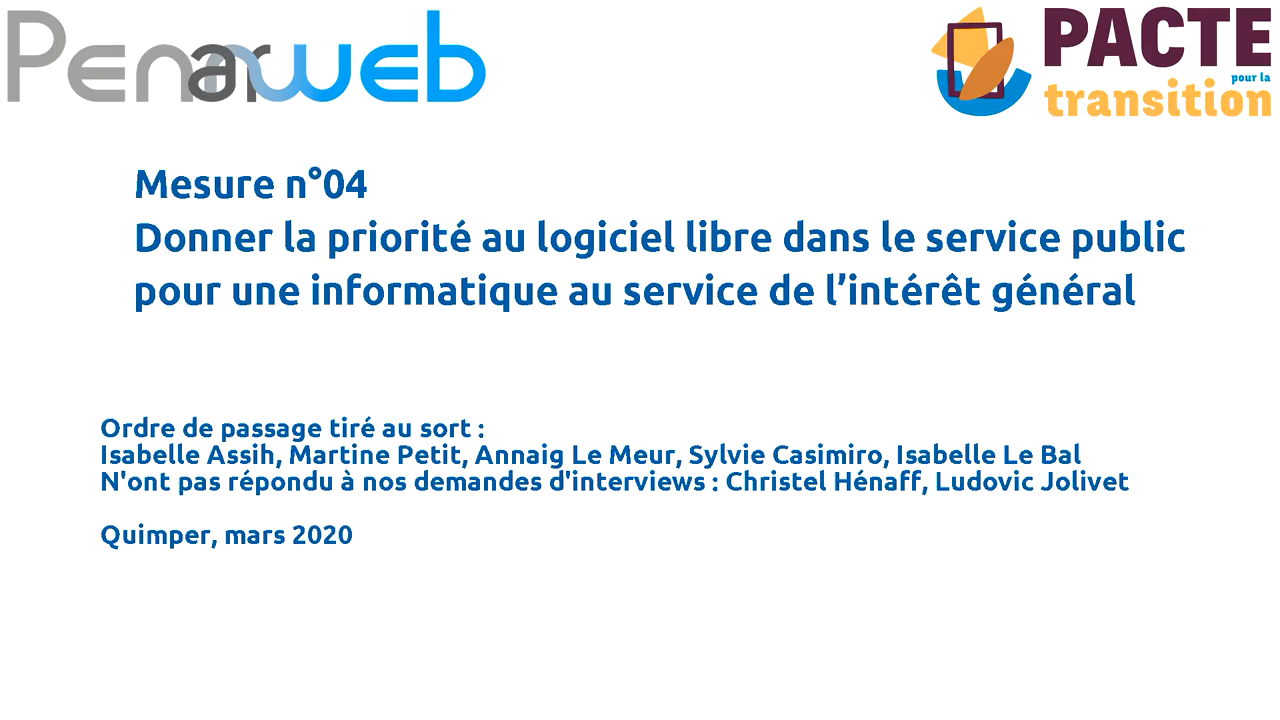 Penarweb
PACTE
pour la
transition
Mesure n°04
Donner la priorité au logiciel libre dans le service public
pour une informatique au service de l’intérêt général
Ordre de passage tiré au sort :
Isabelle Assih, Martine Petit, Annaig Le Meur, Sylvie Casimiro, Isabelle Le Bal
N'ont pas répondu à nos demandes d'interviews : Christel Hénaff, Ludovic Jolivet
Quimper, mars 2020